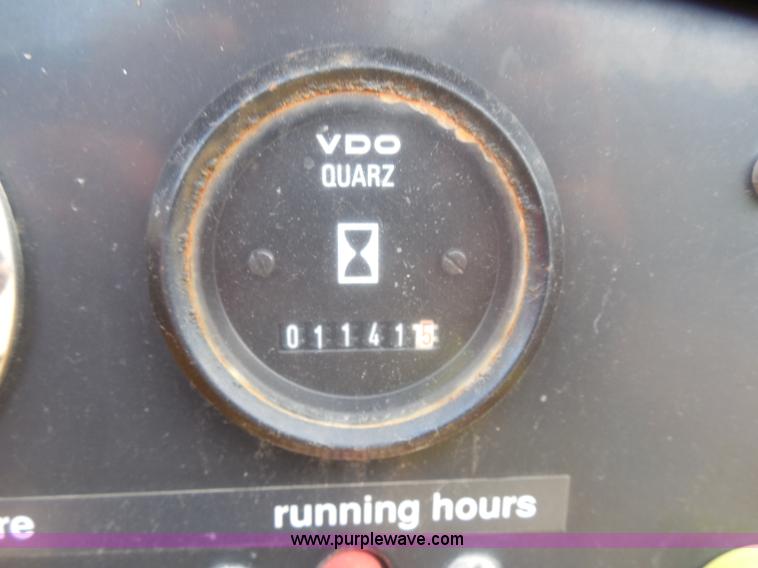 VDO
QUARZ
011415
running hours
re
www.purplewave.com